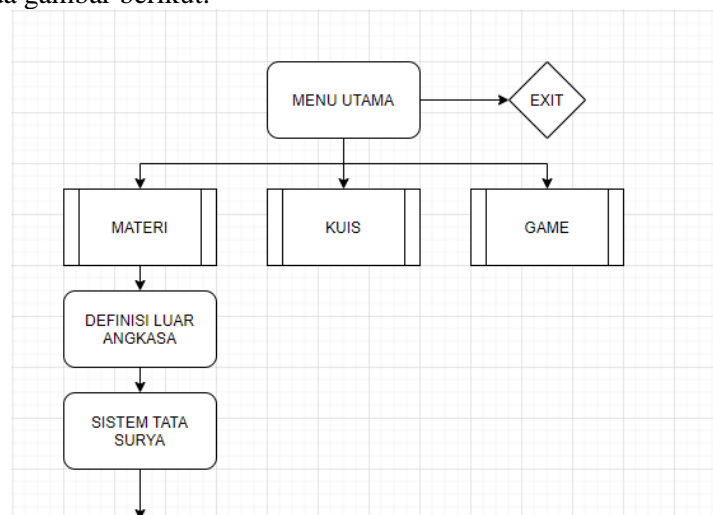 gambar berikut.
MENU UTAMA
EXIT
MATERI
KUIS
GAME
DEFINISI LUAR
ANGKASA
SISTEM TATA
SURYA